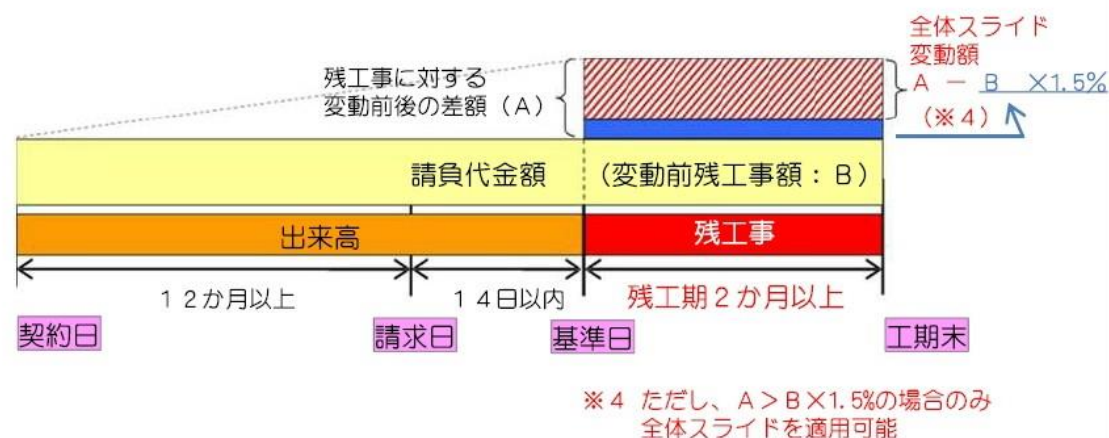 全体スライド
変動額
A － B ×1.5%
（※４）
残工事に対する
変動前後の差額（A）
請負代金額 （変動前残工事額：B）
出来高 残工事
１２か月以上 １４日以内 残工期２か月以上
契約日 請求日 基準日 工期末
※４ ただし、A＞B×1.5%の場合のみ
全体スライドを適用可能